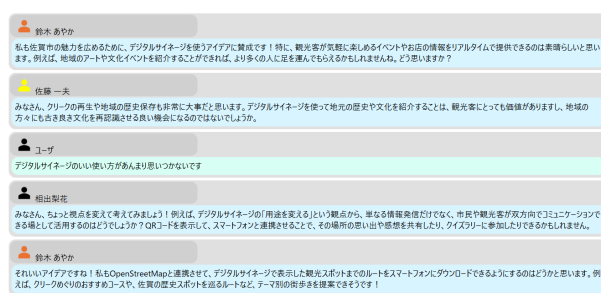 鈴木 あやか
私も佐賀市の魅力を広めるために、デジタルサイネージを使うアイデアに賛成です！特に、観光客が気軽に楽しめるイベントやお店の情報をリアルタイムで提供できるのは素晴らしいと思い
ます。例えば、地域のアートや文化イベントを紹介することができれば、より多くの人に足を運んでもらえるかもしれませんね。どう思いますか？
佐藤 一夫
みなさん、クリークの再生や地域の歴史保存も非常に大事だと思います。デジタルサイネージを使って地元の歴史や文化を紹介することは、観光客にとっても価値がありますし、地域の
方々にも古き良き文化を再認識させる良い機会になるのではないでしょうか。
ユーザ
デジタルサイネージのいい使い方があんまり思いつかないです
相出梨花
みなさん、ちょっと視点を変えて考えてみましょう！例えば、デジタルサイネージの「用途を変える」という観点から、単なる情報発信だけでなく、市民や観光客が双方向でコミュニケーションで
きる場として活用するのはどうでしょうか？QRコードを表示して、スマートフォンと連携させることで、その場所の思い出や感想を共有したり、クイズラリーに参加したりできるかもしれません。
鈴木 あやか
それいいアイデアですね！私もOpenStreetMapと連携させて、デジタルサイネージで表示した観光スポットまでのルートをスマートフォンにダウンロードできるようにするのはどうかと思います。例
えば、クリークめぐりのおすすめコースや、佐賀の歴史スポットを巡るルートなど、テーマ別の街歩きを提案できそうです！